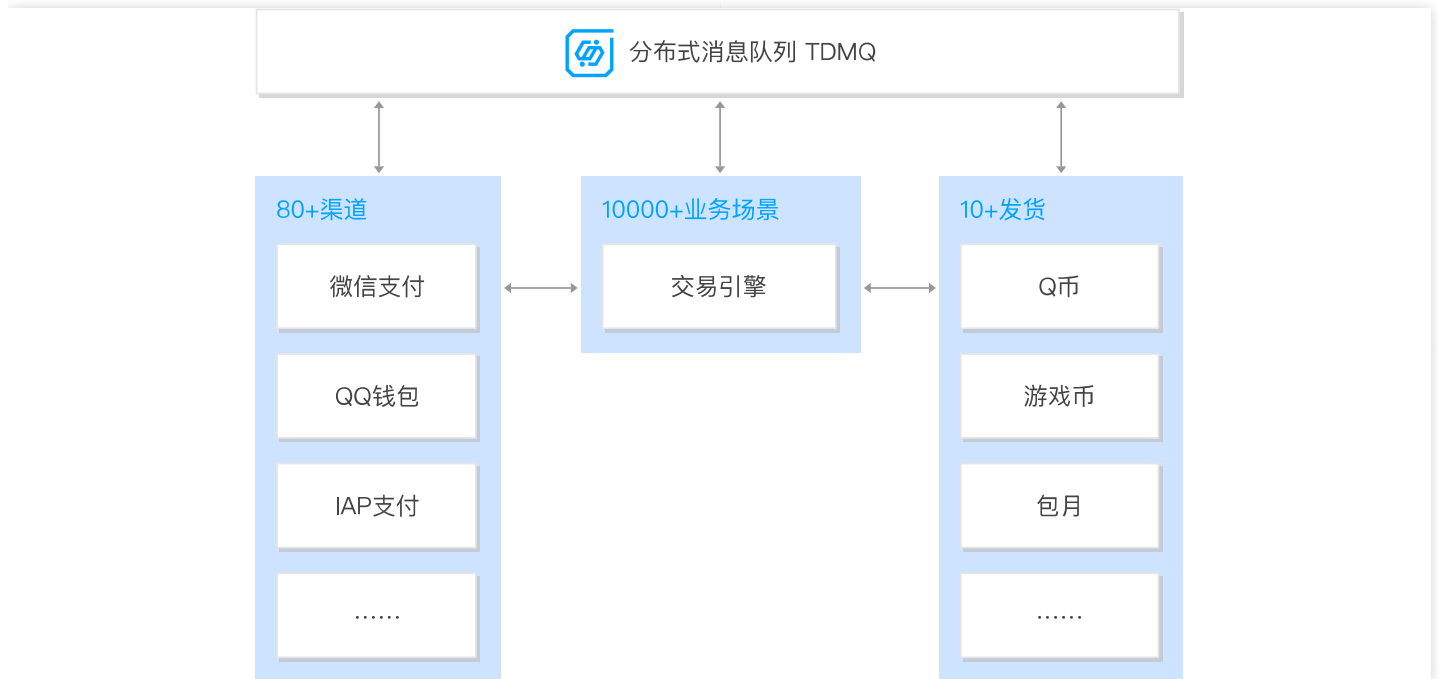 分布式消息队列 TDMQ
80+渠道
微信支付
QQ钱包
IAP支付
……
10000+业务场景
交易引擎
10+发货
Q币
游戏币
包月
……